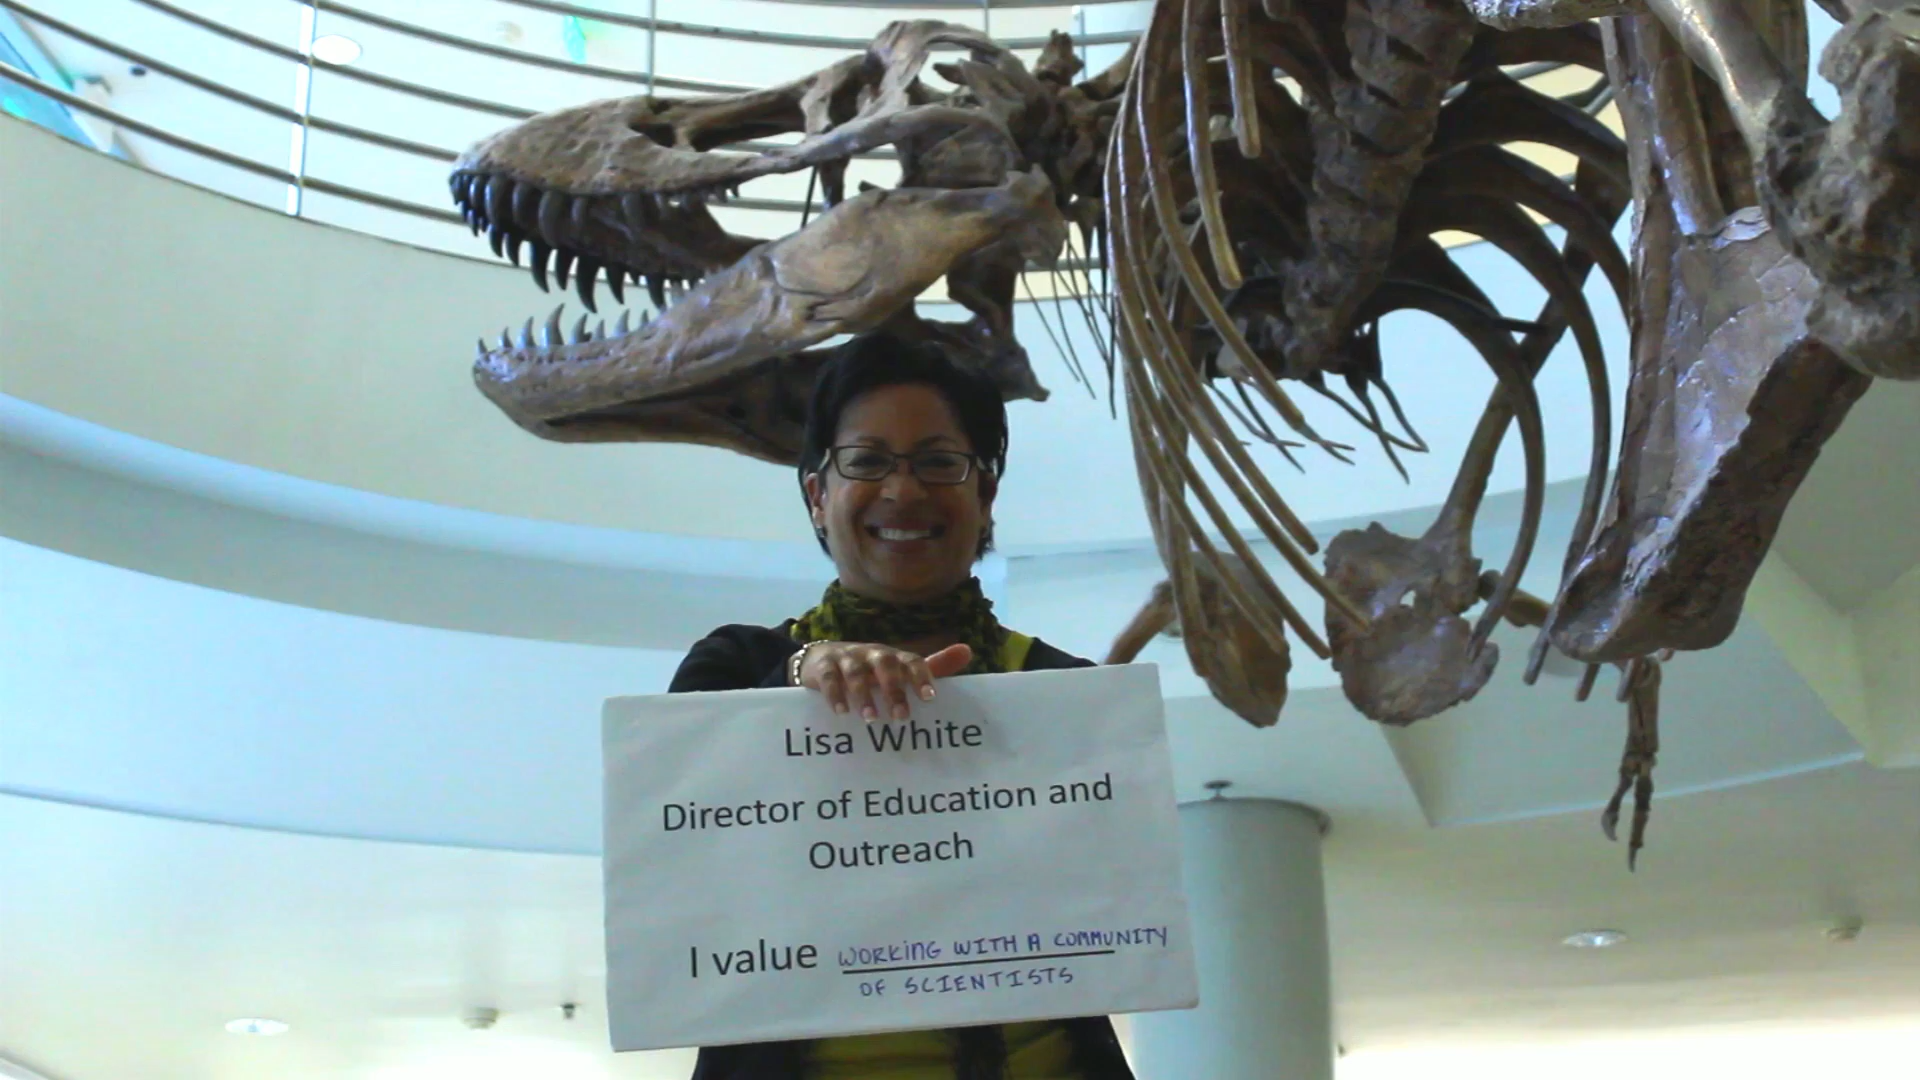 Lisa White
Director of Education and
Outreach
I value WORKING WITH A COMMUNITY
OF SCIENTISTS